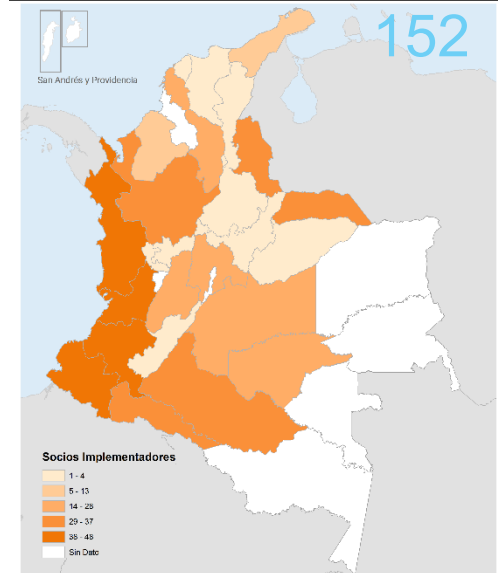 152
San Andrés y Providencia
Socios Implementadores
1 - 4
5 - 13
14 - 28
29 - 37
38 - 48
Sin Dato